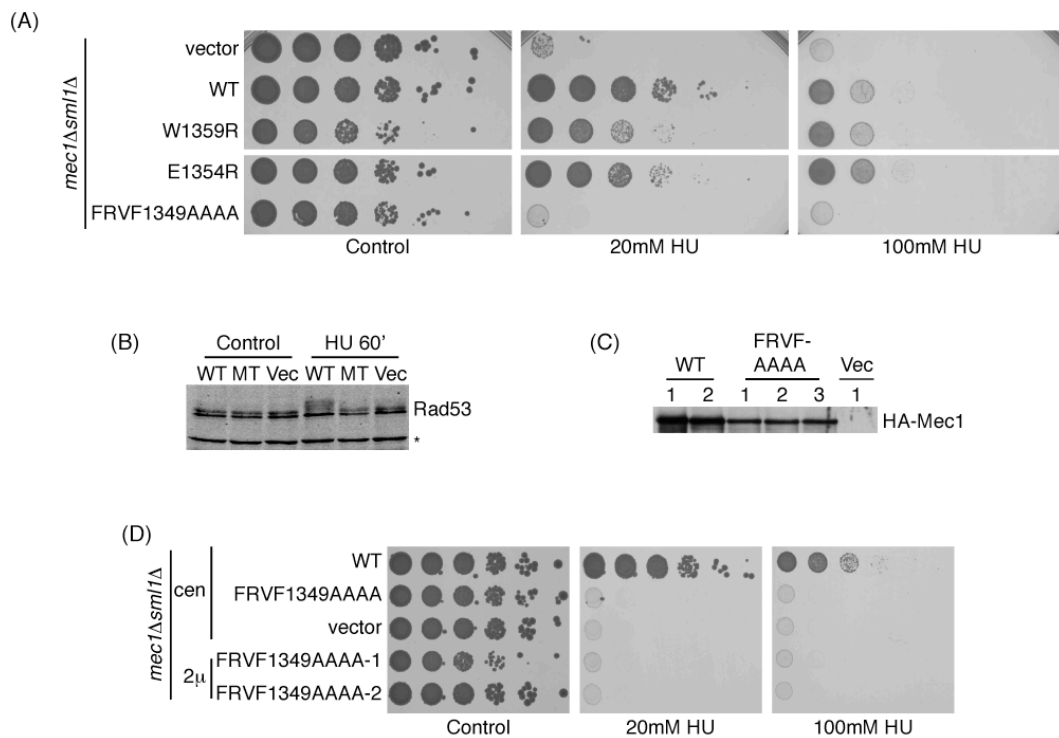 (A)
mec1Δsml1Δ
vector
WT
W1359R
E1354R
FRVF1349AAAA
Control 20mM HU 100mM HU
(B)
Control HU 60'
WT MT Vec WT MT Vec
Rad53
*
(C)
WT FRVF-AAAA Vec
1 2 1 2 3 1
HA-Mec1
(D)
mec1Δsml1Δ
cen
WT
FRVF1349AAAA
vector
2μ
FRVF1349AAAA-1
FRVF1349AAAA-2
Control 20mM HU 100mM HU